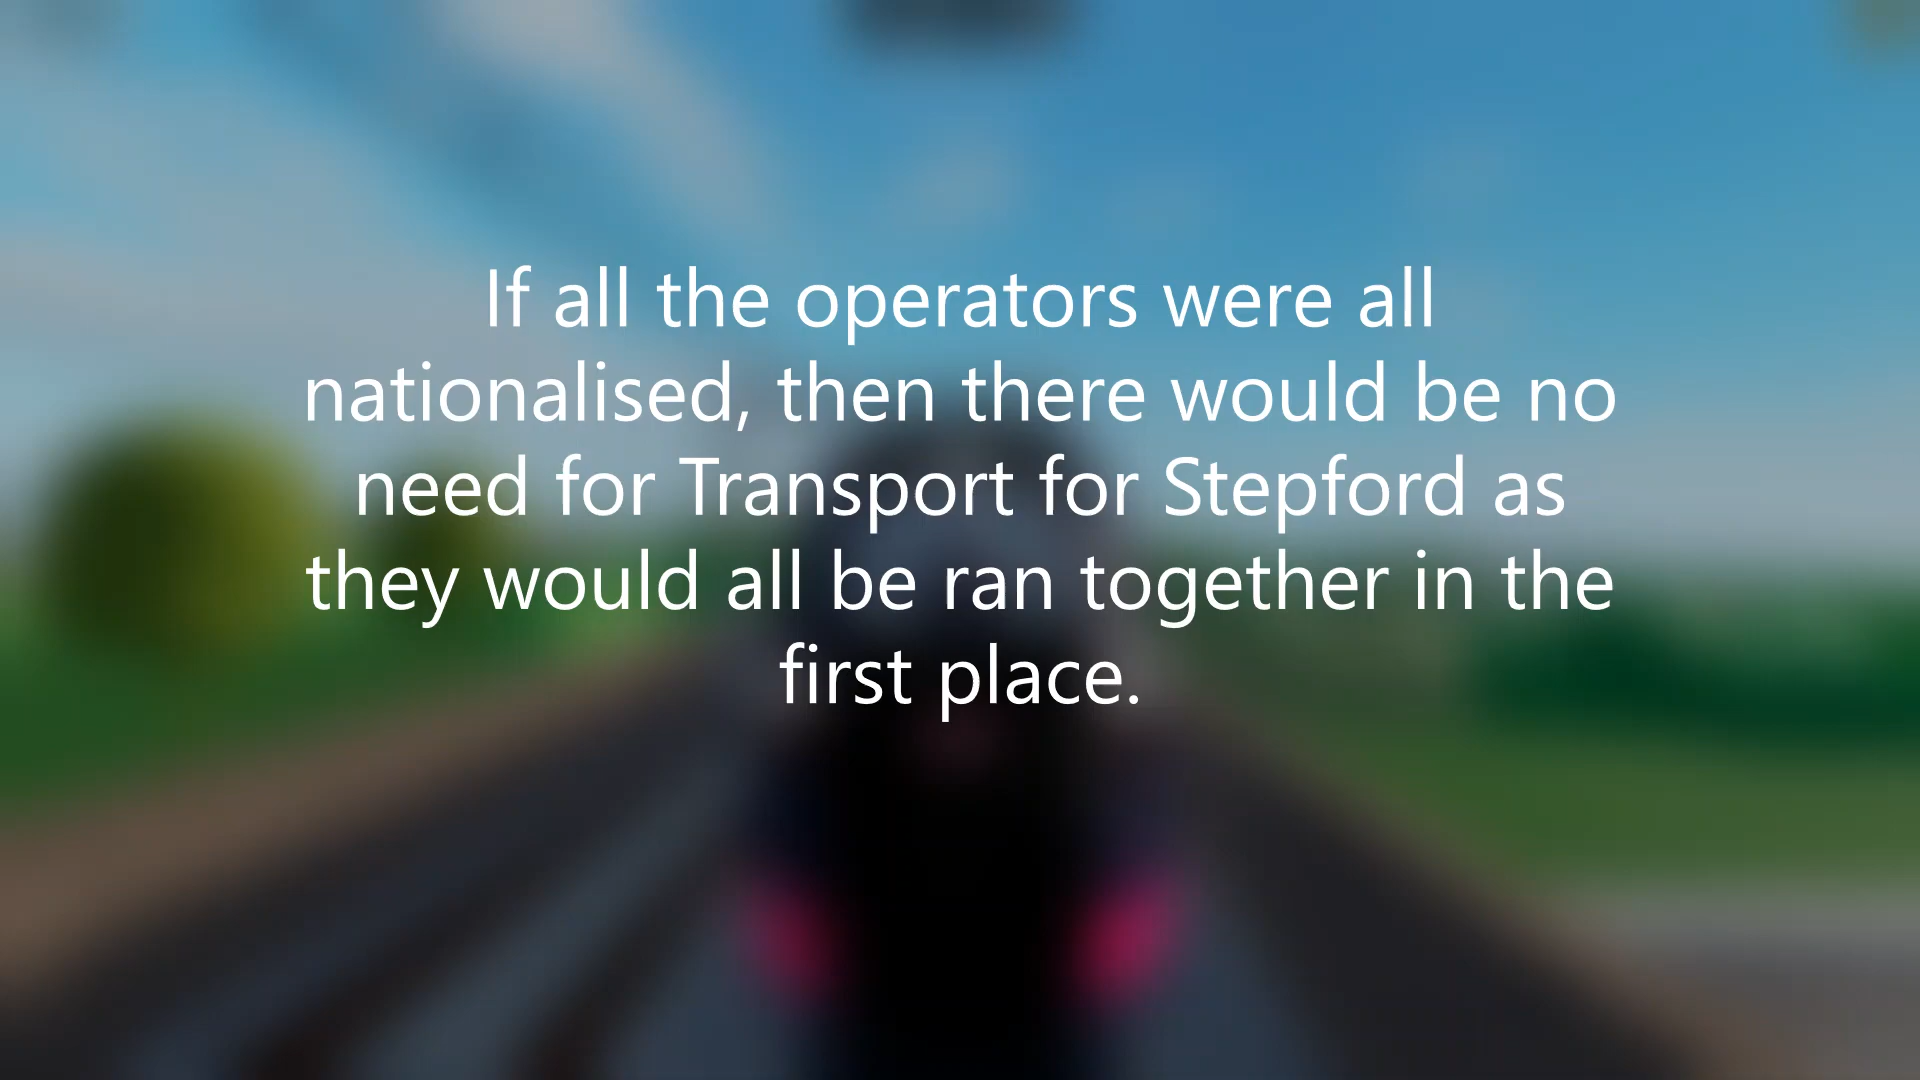 If all the operators were all
nationalised, then there would be no
need for Transport for Stepford as
they would all be ran together in the
first place.